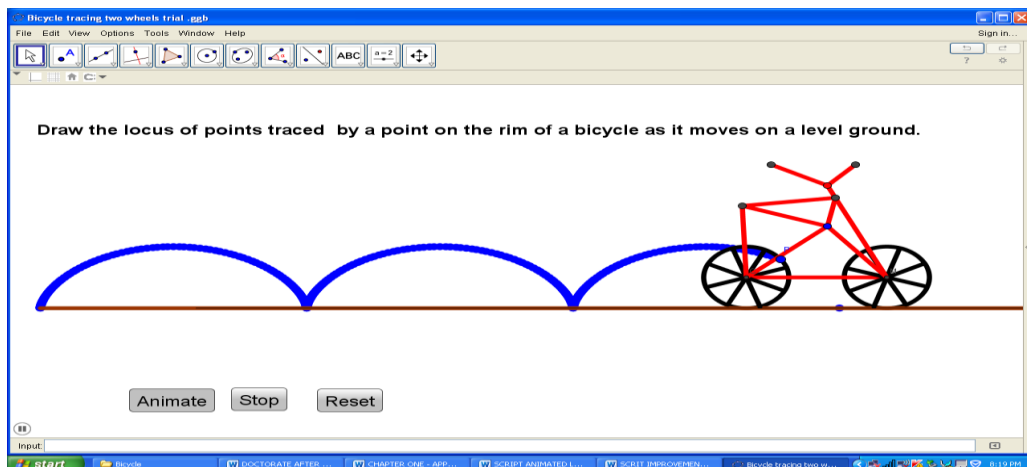 Bicycle tracing two wheels trial .ggb
File Edit View Options Tools Window Help
Sign in...
ABC
a=2
Draw the locus of points traced by a point on the rim of a bicycle as it moves on a level ground.
Animate Stop Reset
Input:
start Bicycle DOCTORATE AFTER ... CHAPTER ONE - APP... SCRIPT ANIMATED L... SCRIT IMPROVEMEN... Bicycle tracing two w... 8:19 PM